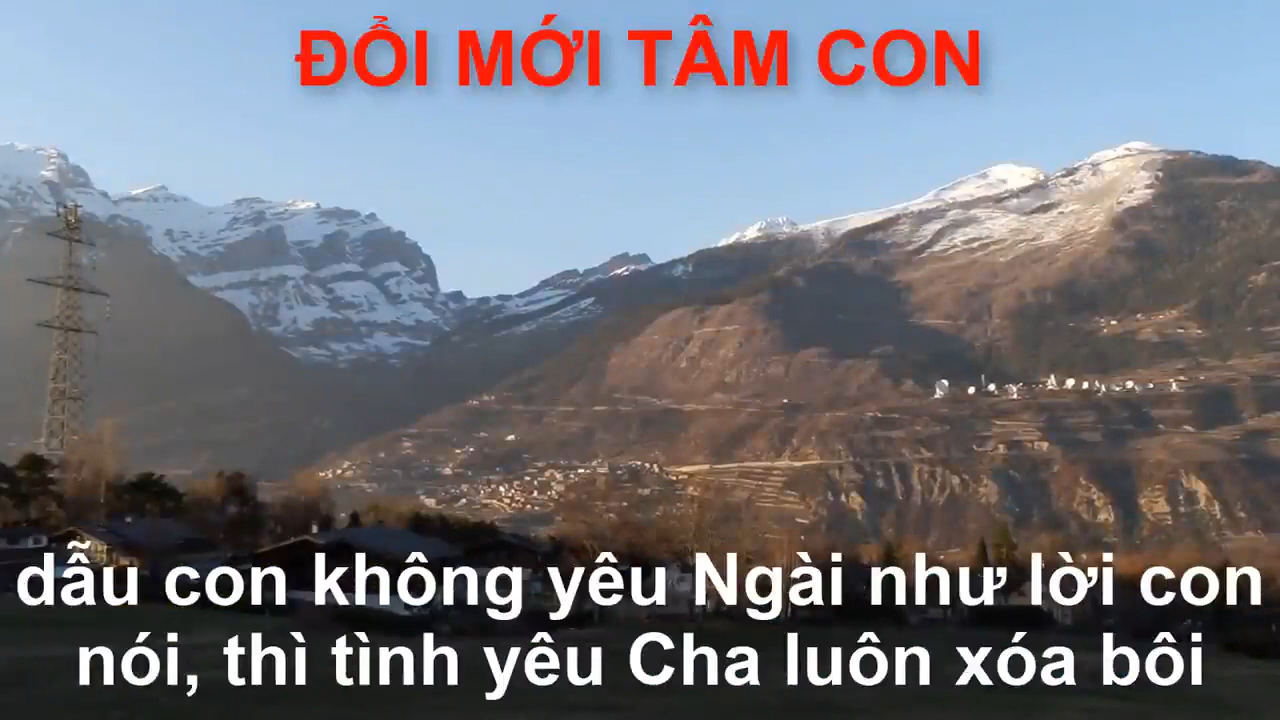 ĐỔI MỚI TÂM CON
dẫu con không yêu Ngài như lời con
nói, thì tình yêu Cha luôn xóa bôi